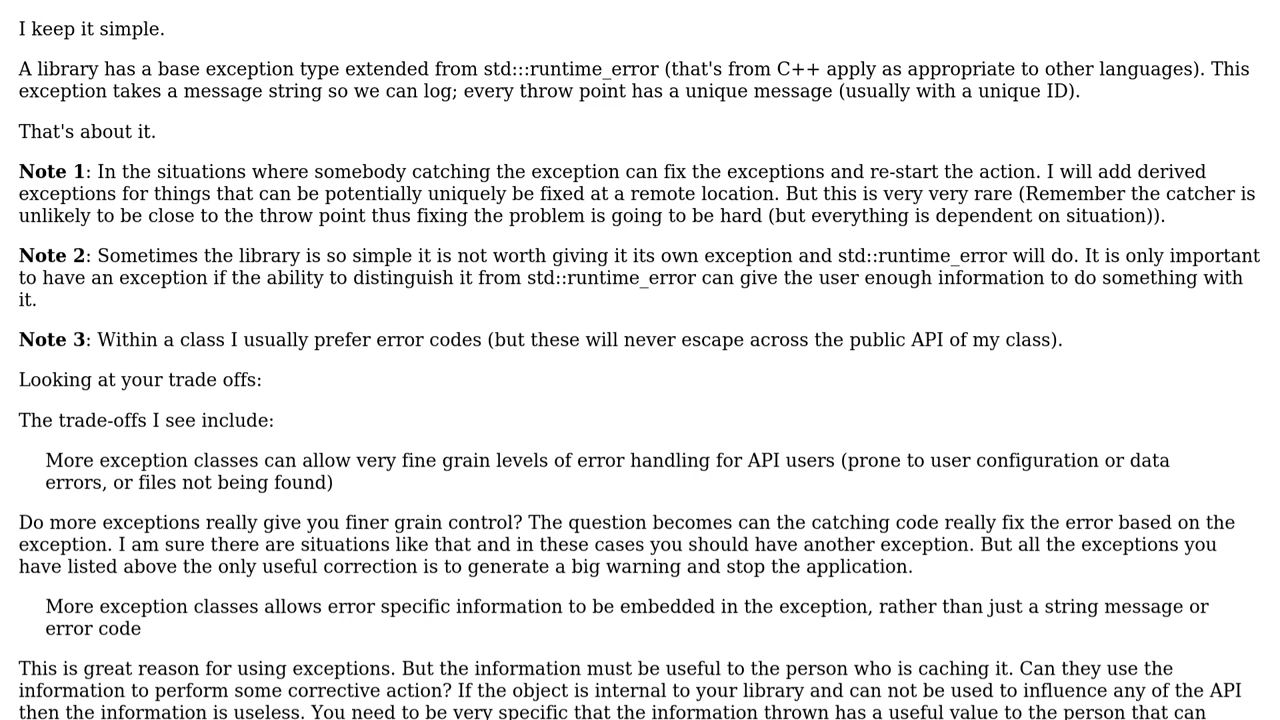 I keep it simple.
A library has a base exception type extended from std:::runtime_error (that's from C++ apply as appropriate to other languages). This
exception takes a message string so we can log; every throw point has a unique message (usually with a unique ID).
That's about it.
Note 1: In the situations where somebody catching the exception can fix the exceptions and re-start the action. I will add derived
exceptions for things that can be potentially uniquely be fixed at a remote location. But this is very very rare (Remember the catcher is
unlikely to be close to the throw point thus fixing the problem is going to be hard (but everything is dependent on situation)).
Note 2: Sometimes the library is so simple it is not worth giving it its own exception and std::runtime_error will do. It is only important
to have an exception if the ability to distinguish it from std::runtime_error can give the user enough information to do something with
it.
Note 3: Within a class I usually prefer error codes (but these will never escape across the public API of my class).
Looking at your trade offs:
The trade-offs I see include:
More exception classes can allow very fine grain levels of error handling for API users (prone to user configuration or data
errors, or files not being found)
Do more exceptions really give you finer grain control? The question becomes can the catching code really fix the error based on the
exception. I am sure there are situations like that and in these cases you should have another exception. But all the exceptions you
have listed above the only useful correction is to generate a big warning and stop the application.
More exception classes allows error specific information to be embedded in the exception, rather than just a string message or
error code
This is great reason for using exceptions. But the information must be useful to the person who is caching it. Can they use the
information to perform some corrective action? If the object is internal to your library and can not be used to influence any of the API
then the information is useless. You need to be very specific that the information thrown has a useful value to the person that can